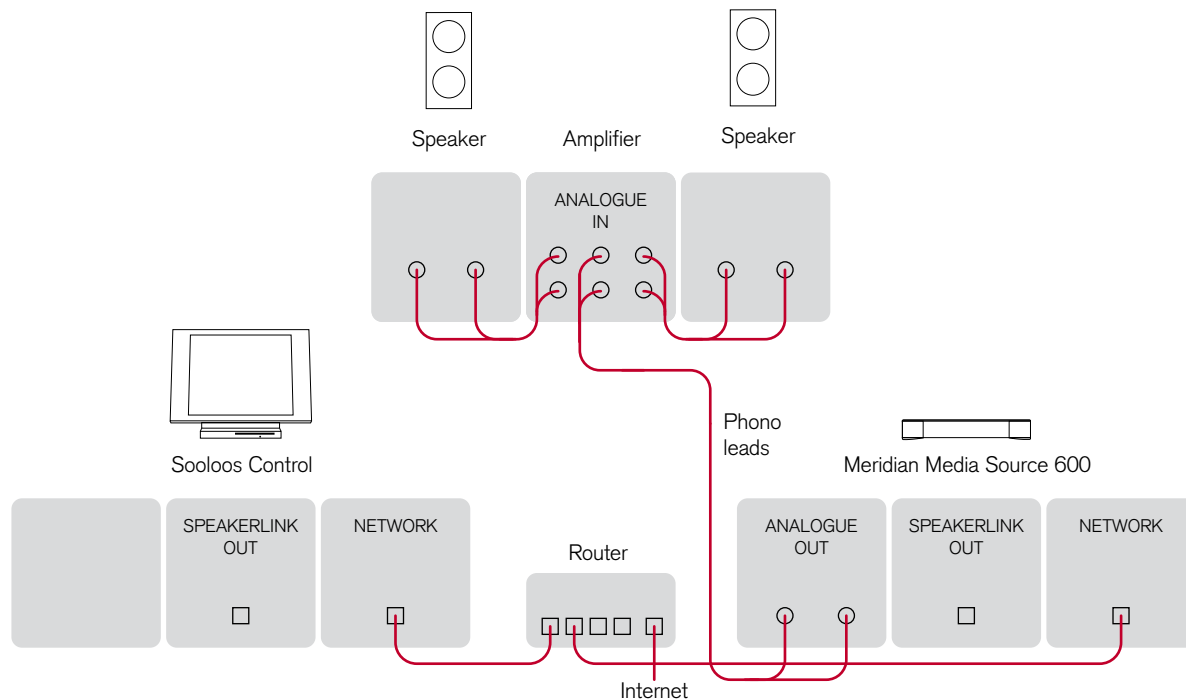 Speaker
Amplifier
Speaker
ANALOGUE
IN
Phono
leads
Sooloos Control
Meridian Media Source 600
SPEAKERLINK
OUT
NETWORK
Router
ANALOGUE
OUT
SPEAKERLINK
OUT
NETWORK
Internet